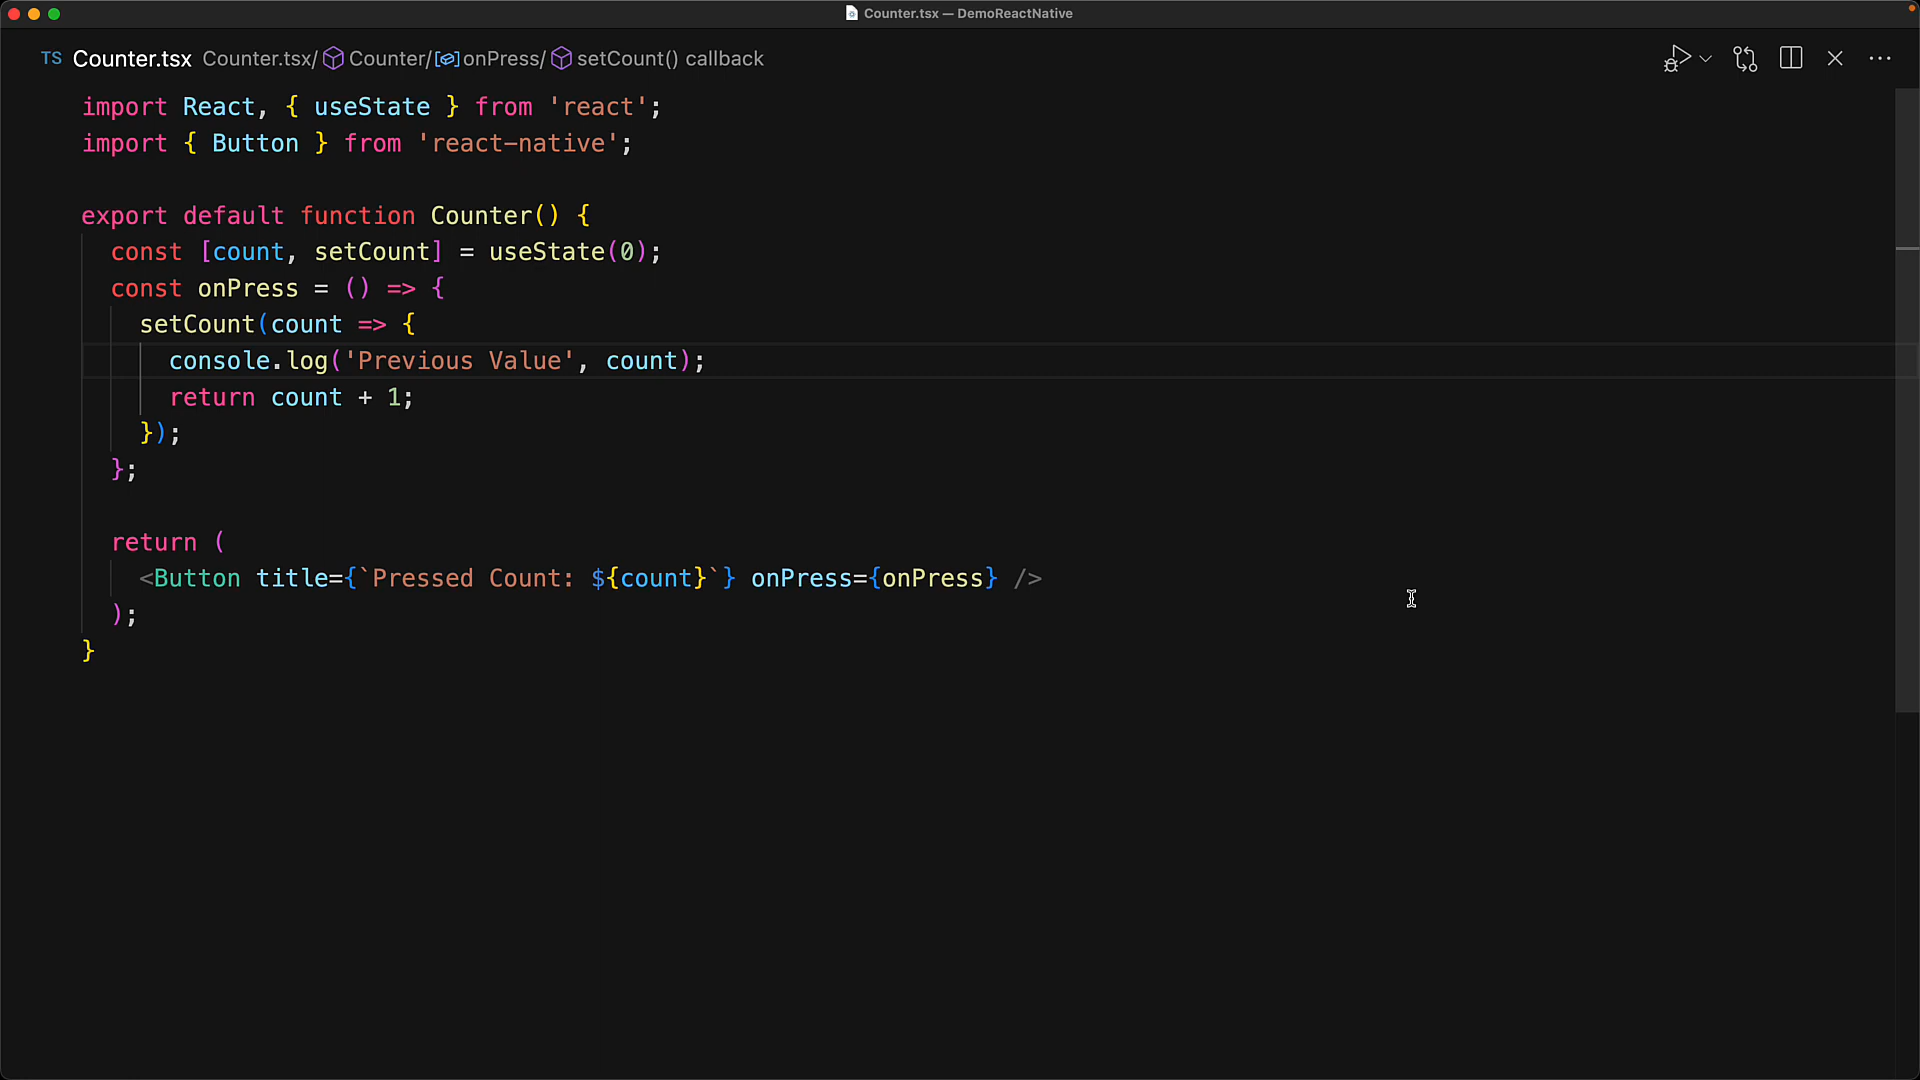 Counter.tsx — DemoReactNative
TS Counter.tsx Counter.tsx/ Counter/ onPress/ setCount() callback
import React, { useState } from 'react';
import { Button } from 'react-native';
export default function Counter() {
const [count, setCount] = useState(0);
const onPress = () => {
setCount(count => {
console.log('Previous Value', count);
return count + 1;
});
};
return (
<Button title={`Pressed Count: ${count}`} onPress={onPress} />
);
}